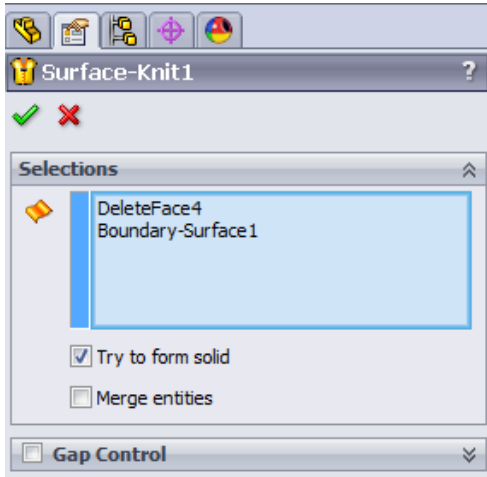 Surface-Knit1 ?
Selections
DeleteFace4
Boundary-Surface1
Try to form solid
Merge entities
Gap Control